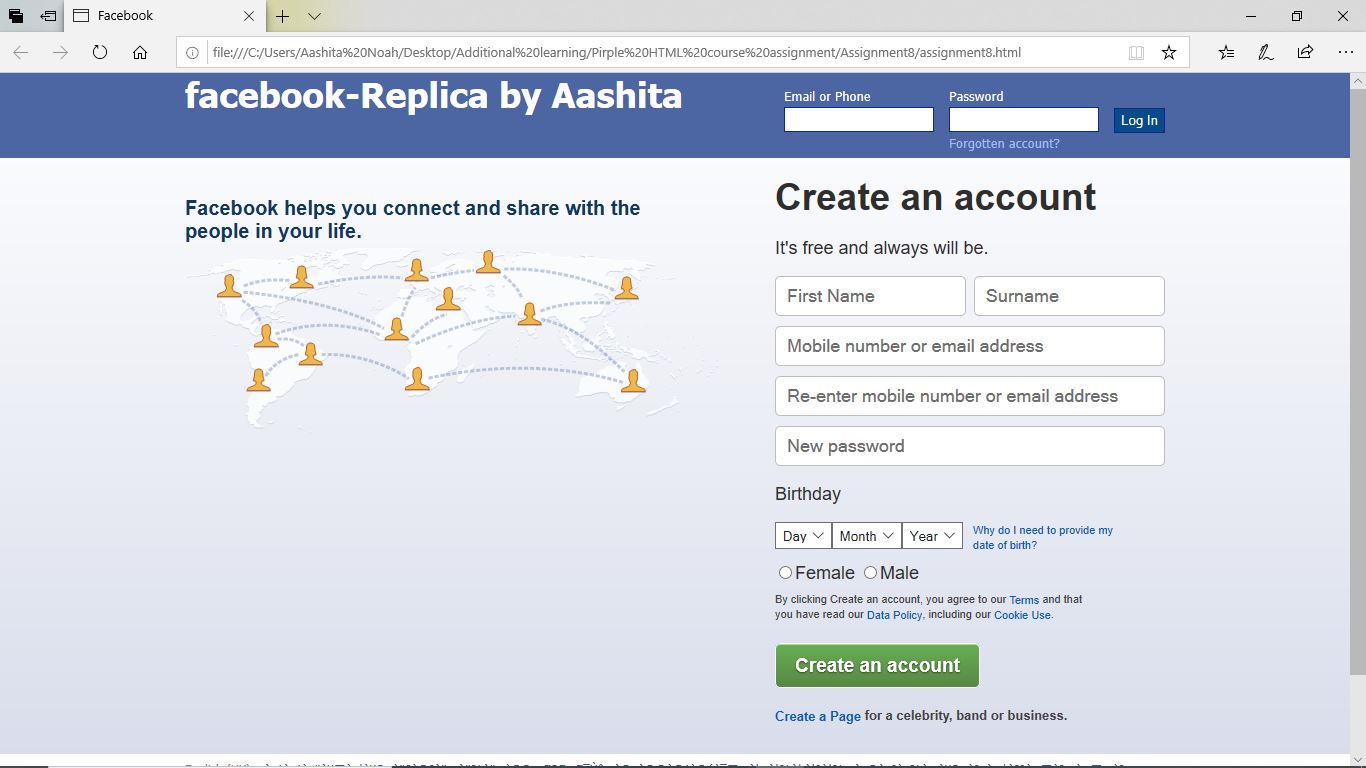 Facebook
file:///C:/Users/Aashita%20Noah/Desktop/Additional%20learning/Pirple%20HTML%20course%20assignment/Assignment8/assignment8.html
facebook-Replica by Aashita
Email or Phone
Password
Log In
Forgotten account?
Facebook helps you connect and share with the
people in your life.
Create an account
It's free and always will be.
First Name
Surname
Mobile number or email address
Re-enter mobile number or email address
New password
Birthday
Day
Month
Year
Why do I need to provide my
date of birth?
Female
Male
By clicking Create an account, you agree to our Terms and that
you have read our Data Policy, including our Cookie Use.
Create an account
Create a Page for a celebrity, band or business.